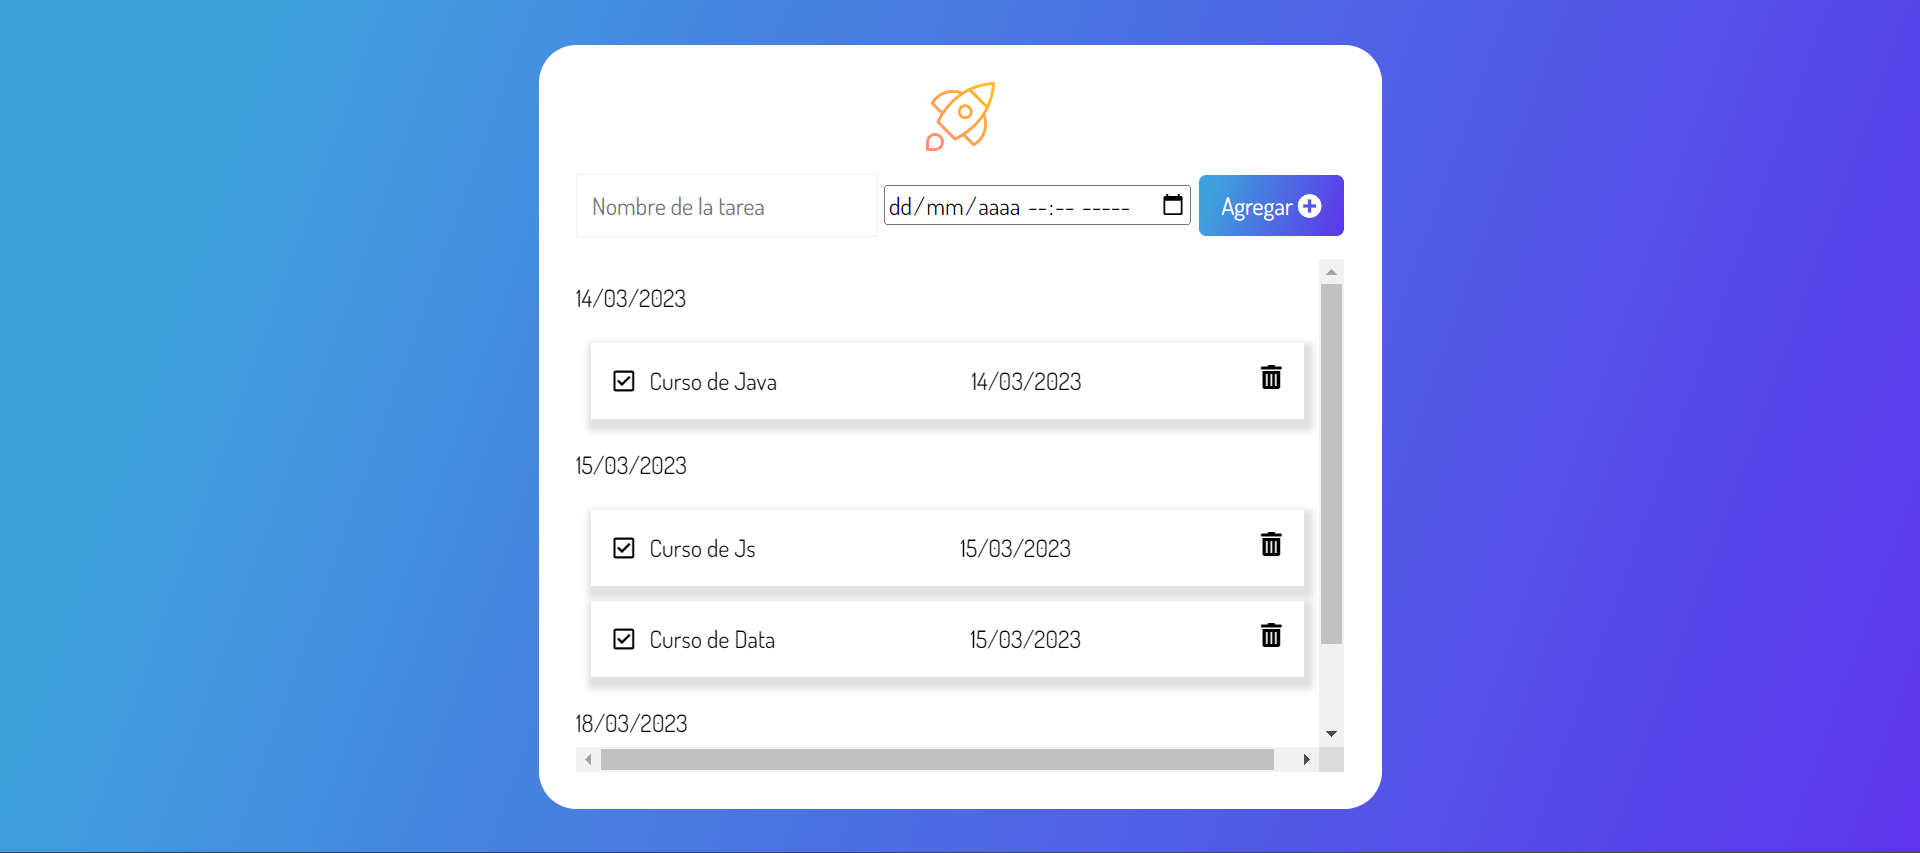 Nombre de la tarea dd/mm/aaaa --:-- ----- Agregar
14/03/2023
Curso de Java 14/03/2023
15/03/2023
Curso de Js 15/03/2023
Curso de Data 15/03/2023
18/03/2023